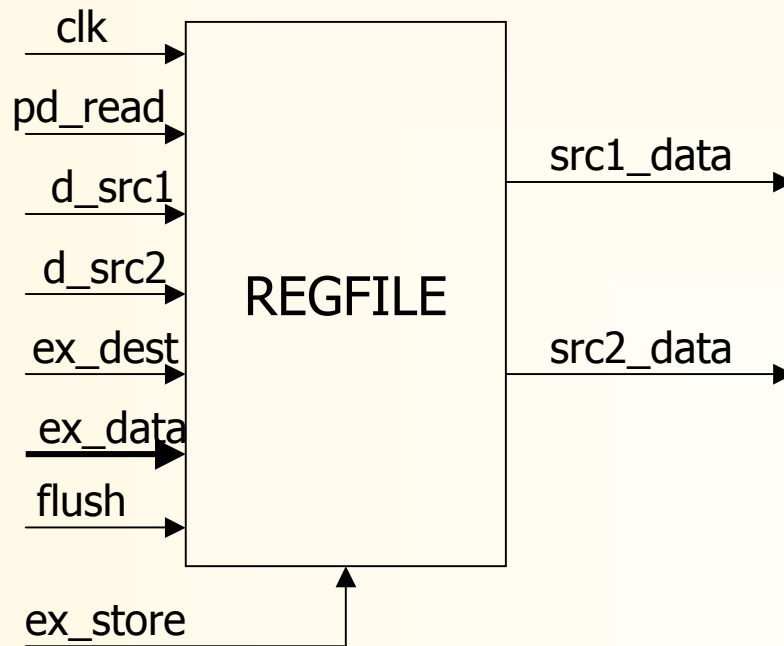 clk
pd_read
d_src1
d_src2
ex_dest
ex_data
flush
ex_store
REGFILE
src1_data
src2_data